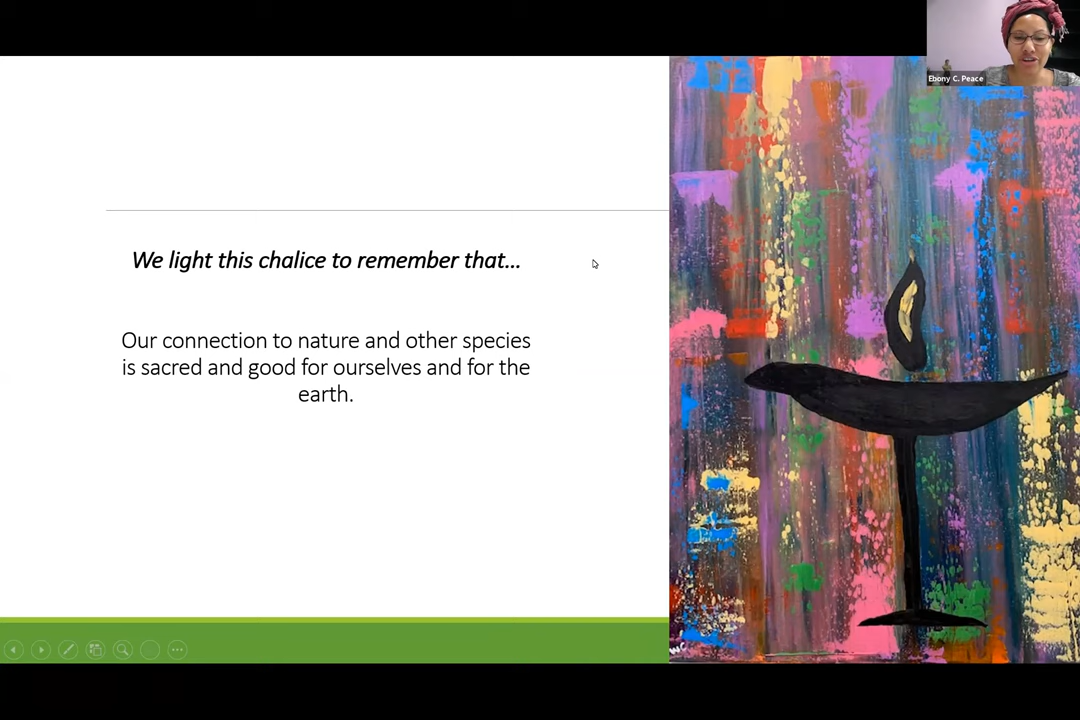 Ebony C. Peace
We light this chalice to remember that...
Our connection to nature and other species
is sacred and good for ourselves and for the
earth.